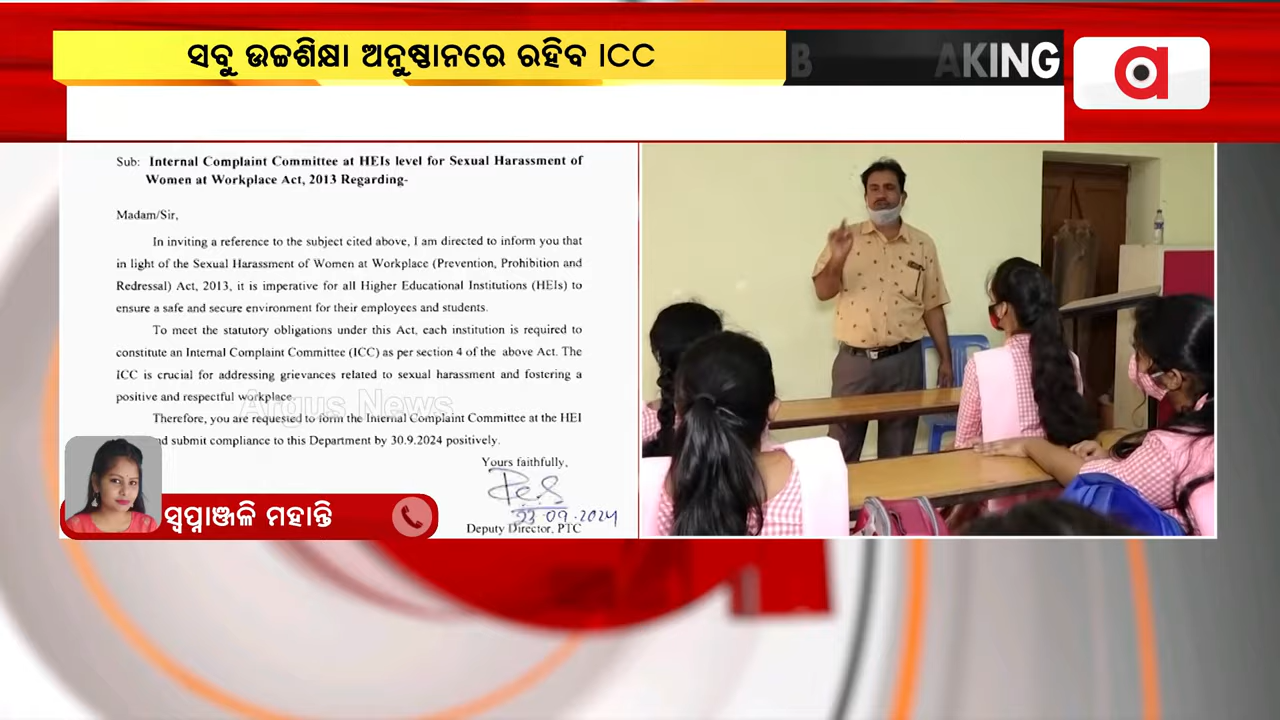 ସବୁ ଉଚ୍ଚଶିକ୍ଷା ଅନୁଷ୍ଠାନରେ ରହିବ ICC
B AKING
a
Sub: Internal Complaint Committee at HEIs level for Sexual Harassment of
Women at Workplace Act, 2013 Regarding-
Madam/Sir,
In inviting a reference to the subject cited above, I am directed to inform you that
in light of the Sexual Harassment of Women at Workplace (Prevention, Prohibition and
Redressal) Act, 2013, it is imperative for all Higher Educational Institutions (HEIs) to
ensure a safe and secure environment for their employees and students.
To meet the statutory obligations under this Act, each institution is required to
constitute an Internal Complaint Committee (ICC) as per section 4 of the above Act. The
ICC is crucial for addressing grievances related to sexual harassment and fostering a
positive and respectful workplace.
Argus News
Therefore, you are requested to form the Internal Complaint Committee at the HEI
nd submit compliance to this Department by 30.9.2024 positively.
Yours faithfully,
23.09.2024
Deputy Director, PTC
ସ୍ୱପ୍ନାଞ୍ଜଳି ମହାନ୍ତି